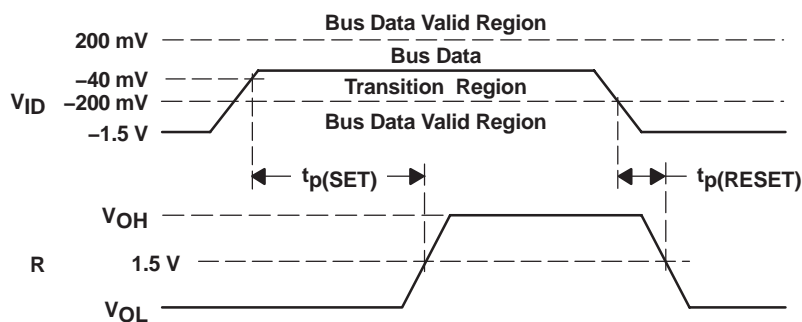 Bus Data Valid Region
200 mV
Bus Data
–40 mV
Transition Region
VID
–200 mV
Bus Data Valid Region
–1.5 V
tp(SET)
tp(RESET)
VOH
R
1.5 V
VOL